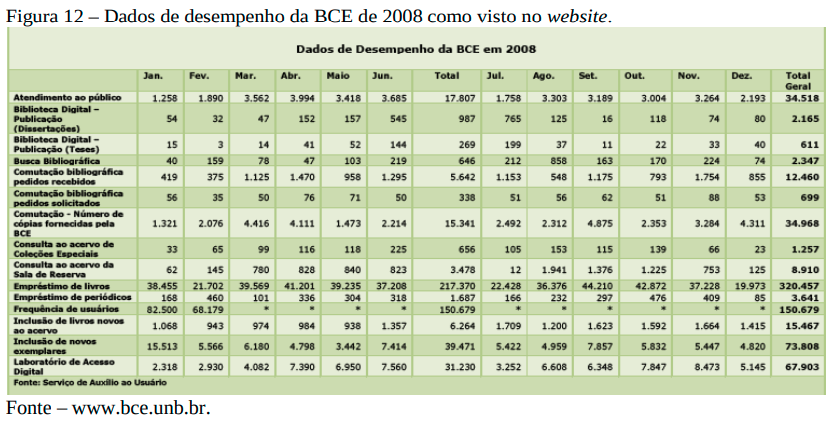 Figura 12 – Dados de desempenho da BCE de 2008 como visto no website.
Dados de Desempenho da BCE em 2008
Jan. Fev. Mar. Abr. Maio Jun. Total Jul. Ago. Set. Out. Nov. Dez. Total
Geral
Atendimento ao público 1.258 1.890 3.562 3.994 3.418 3.685 17.807 1.758 3.303 3.189 3.004 3.264 2.193 34.518
Biblioteca Digital –
Publicação 54 32 47 152 157 545 987 765 125 16 118 74 80 2.165
(Dissertações)
Biblioteca Digital – 15 3 14 41 52 144 269 199 37 11 22 33 40 611
Publicação (Teses)
Busca Bibliográfica 40 159 78 47 103 219 646 212 858 163 170 224 74 2.347
Comutação bibliográfica 419 375 1.125 1.470 958 1.295 5.642 1.153 548 1.175 793 1.754 855 12.460
pedidos recebidos
Comutação bibliográfica 56 35 50 76 71 50 338 51 56 62 51 88 53 699
pedidos solicitados
Comutação - Número de
cópias fornecidas pela 1.321 2.076 4.416 4.111 1.473 2.214 15.341 2.492 2.312 4.875 2.353 3.284 4.311 34.968
BCE
Consulta ao acervo de 33 65 99 116 118 225 656 105 153 115 139 66 23 1.257
Coleções Especiais
Consulta ao acervo da 62 145 780 828 840 823 3.478 12 1.941 1.376 1.225 753 125 8.910
Sala de Reserva
Empréstimo de livros 38.455 21.702 39.569 41.201 39.235 37.208 217.370 22.428 36.376 44.210 42.872 37.228 19.973 320.457
Empréstimo de periódicos 168 460 101 336 304 318 1.687 166 232 297 476 409 85 3.641
Frequência de usuários 82.500 68.179 * * * * 150.679 * * * * * * 150.679
Inclusão de livros novos 1.068 943 974 984 938 1.357 6.264 1.709 1.200 1.623 1.592 1.664 1.415 15.467
ao acervo
Inclusão de novos 15.513 5.566 6.180 4.798 3.442 7.414 39.471 5.422 4.959 7.857 5.832 5.447 4.820 73.808
exemplares
Laboratório de Acesso 2.318 2.930 4.082 7.390 6.950 7.560 31.230 3.252 6.608 6.348 7.847 8.473 5.145 67.903
Digital
Fonte: Serviço de Auxílio ao Usuário
Fonte – www.bce.unb.br.